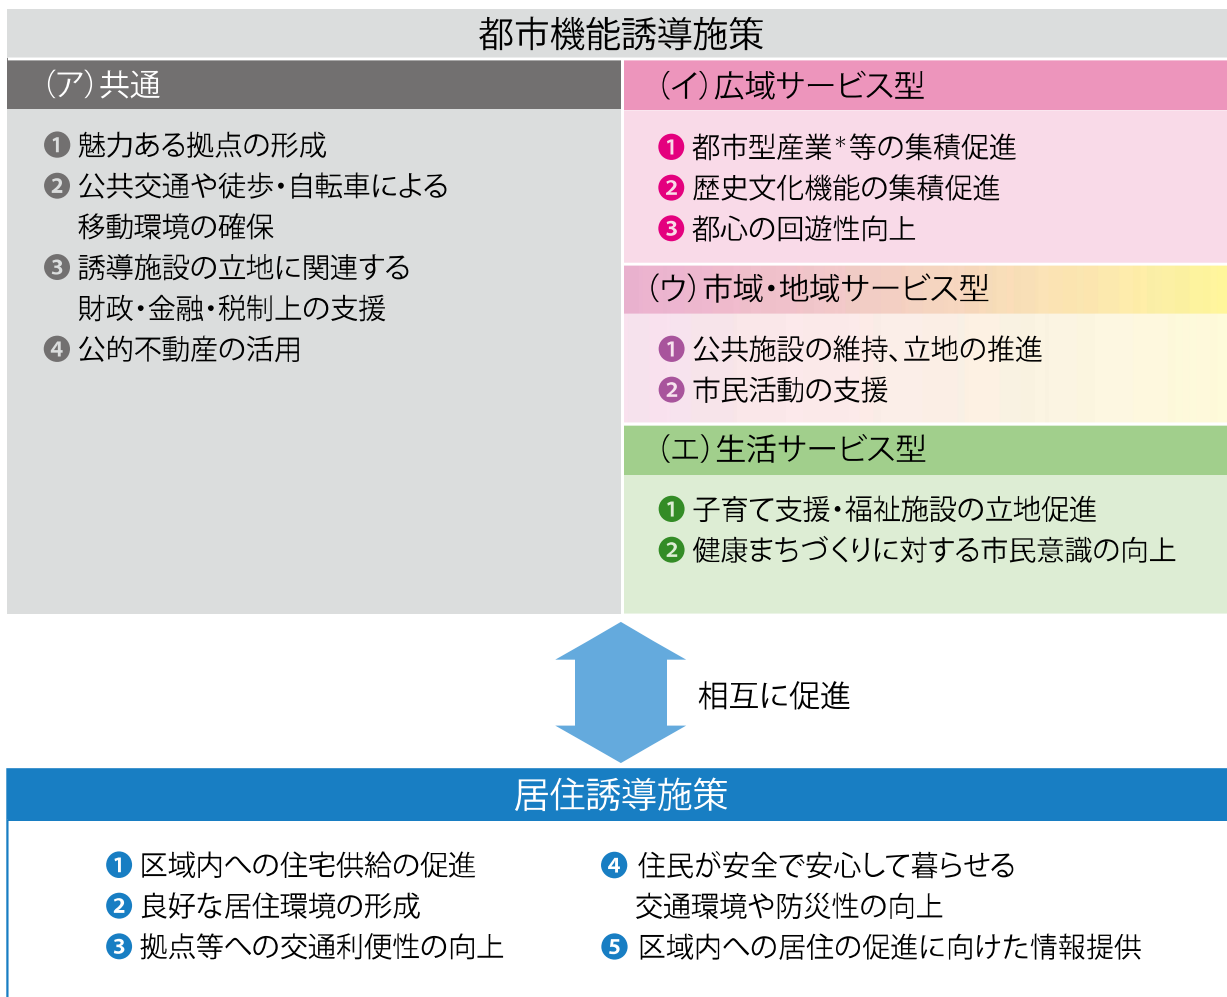 都市機能誘導施策
（ア）共通
❶ 魅力ある拠点の形成
❷ 公共交通や徒歩・自転車による
移動環境の確保
❸ 誘導施設の立地に関連する
財政・金融・税制上の支援
❹ 公的不動産の活用
（イ）広域サービス型
❶ 都市型産業*等の集積促進
❷ 歴史文化機能の集積促進
❸ 都心の回遊性向上
（ウ）市域・地域サービス型
❶ 公共施設の維持、立地の推進
❷ 市民活動の支援
（エ）生活サービス型
❶ 子育て支援・福祉施設の立地促進
❷ 健康まちづくりに対する市民意識の向上
相互に促進
居住誘導施策
❶ 区域内への住宅供給の促進
❷ 良好な居住環境の形成
❸ 拠点等への交通利便性の向上
❹ 住民が安全で安心して暮らせる
交通環境や防災性の向上
❺ 区域内への居住の促進に向けた情報提供